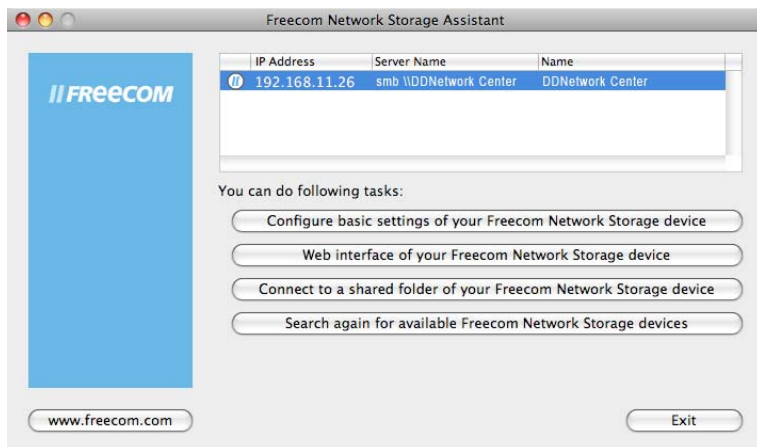 Freecom Network Storage Assistant
FREECOM
IP Address Server Name Name
192.168.11.26 smb \\DDNetwork Center DDNetwork Center
You can do following tasks:
Configure basic settings of your Freecom Network Storage device
Web interface of your Freecom Network Storage device
Connect to a shared folder of your Freecom Network Storage device
Search again for available Freecom Network Storage devices
www.freecom.com Exit